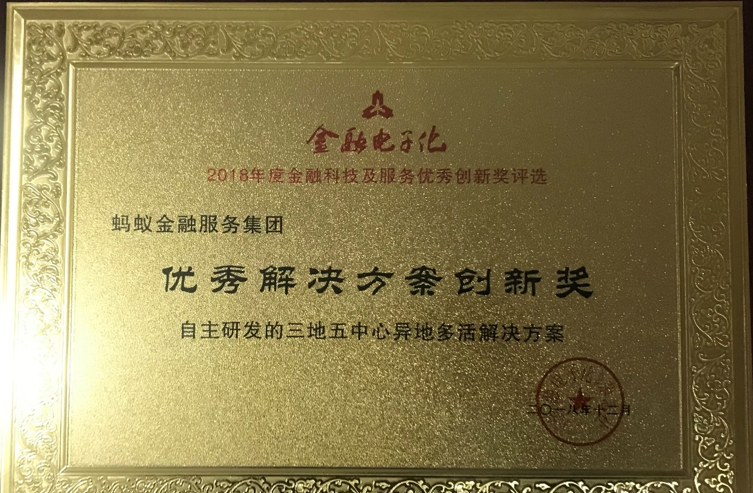 金融电子化
2018年度金融科技及服务优秀创新奖评选
蚂蚁金融服务集团
优秀解决方案创新奖
自主研发的三地五中心异地多活解决方案
二〇一八年十二月